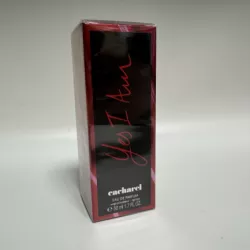 Yes I Am
cacharel
EAU DE PARFUM